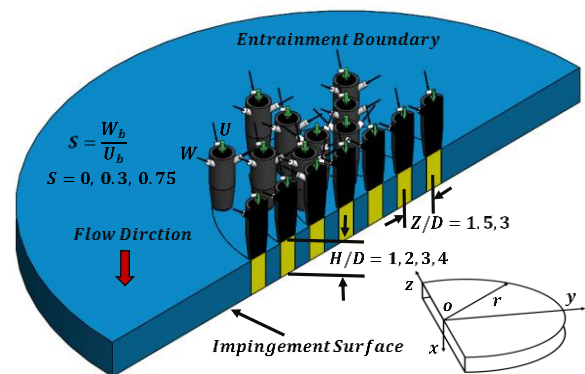 Entrainment Boundary
S = W_b / U_b
S = 0, 0.3, 0.75
U
W
Flow Dirction
Z/D = 1.5, 3
H/D = 1, 2, 3, 4
Impingement Surface
z
o
r
y
x